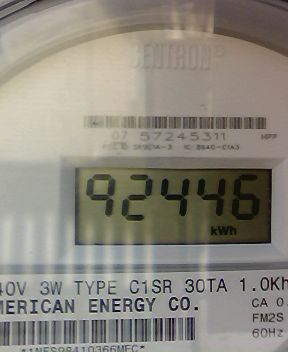 CENTRON®
07 57245311
92446
kWh
40V 3W TYPE C1SR 30TA 1.0Kh
MERICAN ENERGY CO.
CA 0.
FM2S
60Hz